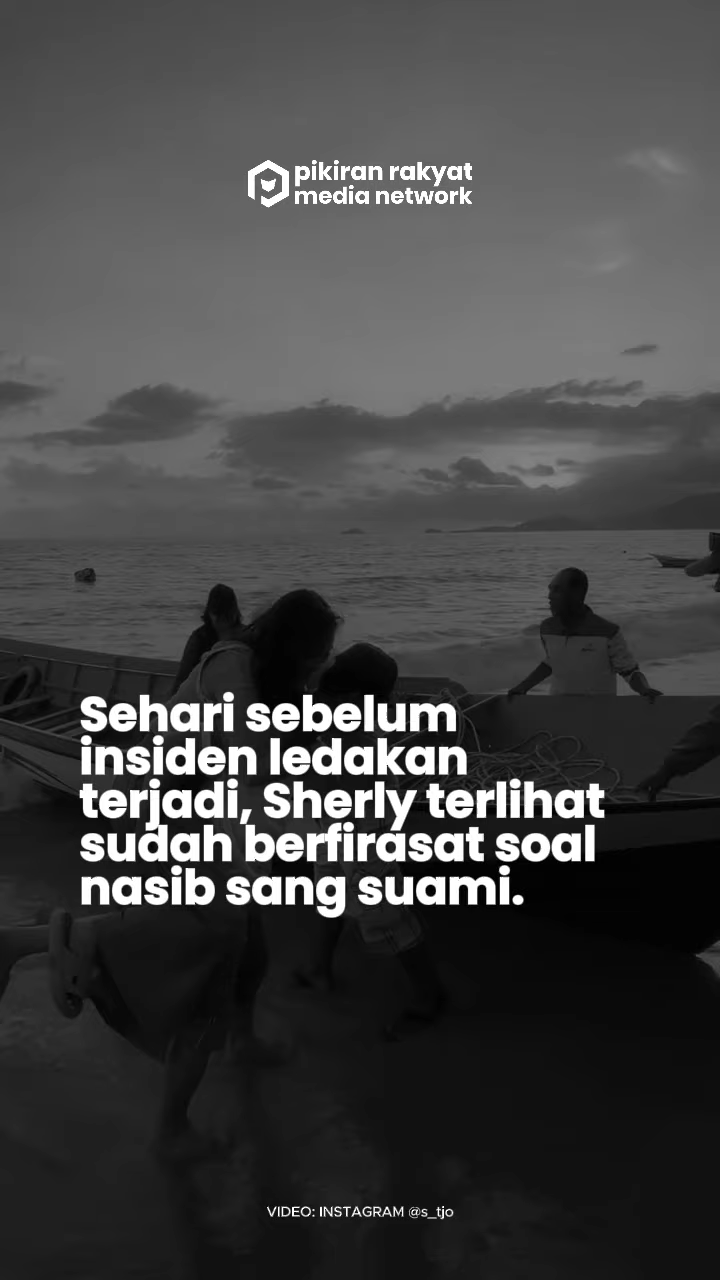 pikiran rakyat
media network
Sehari sebelum
insiden ledakan
terjadi, Sherly terlihat
sudah berfirasat soal
nasib sang suami.
VIDEO: INSTAGRAM @s_tjo